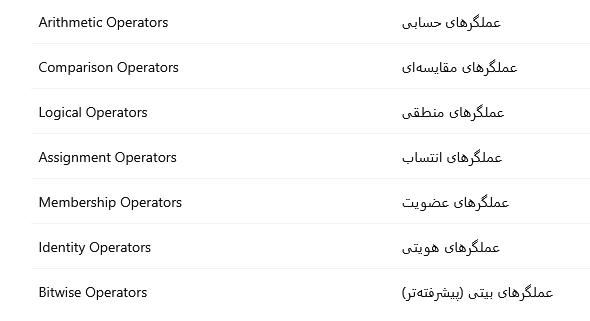 Arithmetic Operators عملگرهای حسابی
Comparison Operators عملگرهای مقایسه‌ای
Logical Operators عملگرهای منطقی
Assignment Operators عملگرهای انتساب
Membership Operators عملگرهای عضویت
Identity Operators عملگرهای هویتی
Bitwise Operators عملگرهای بیتی (پیشرفته‌تر)